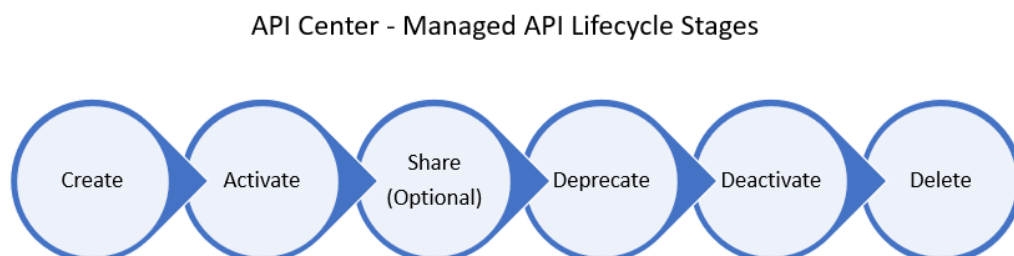 API Center - Managed API Lifecycle Stages
Create
Activate
Share
(Optional)
Deprecate
Deactivate
Delete